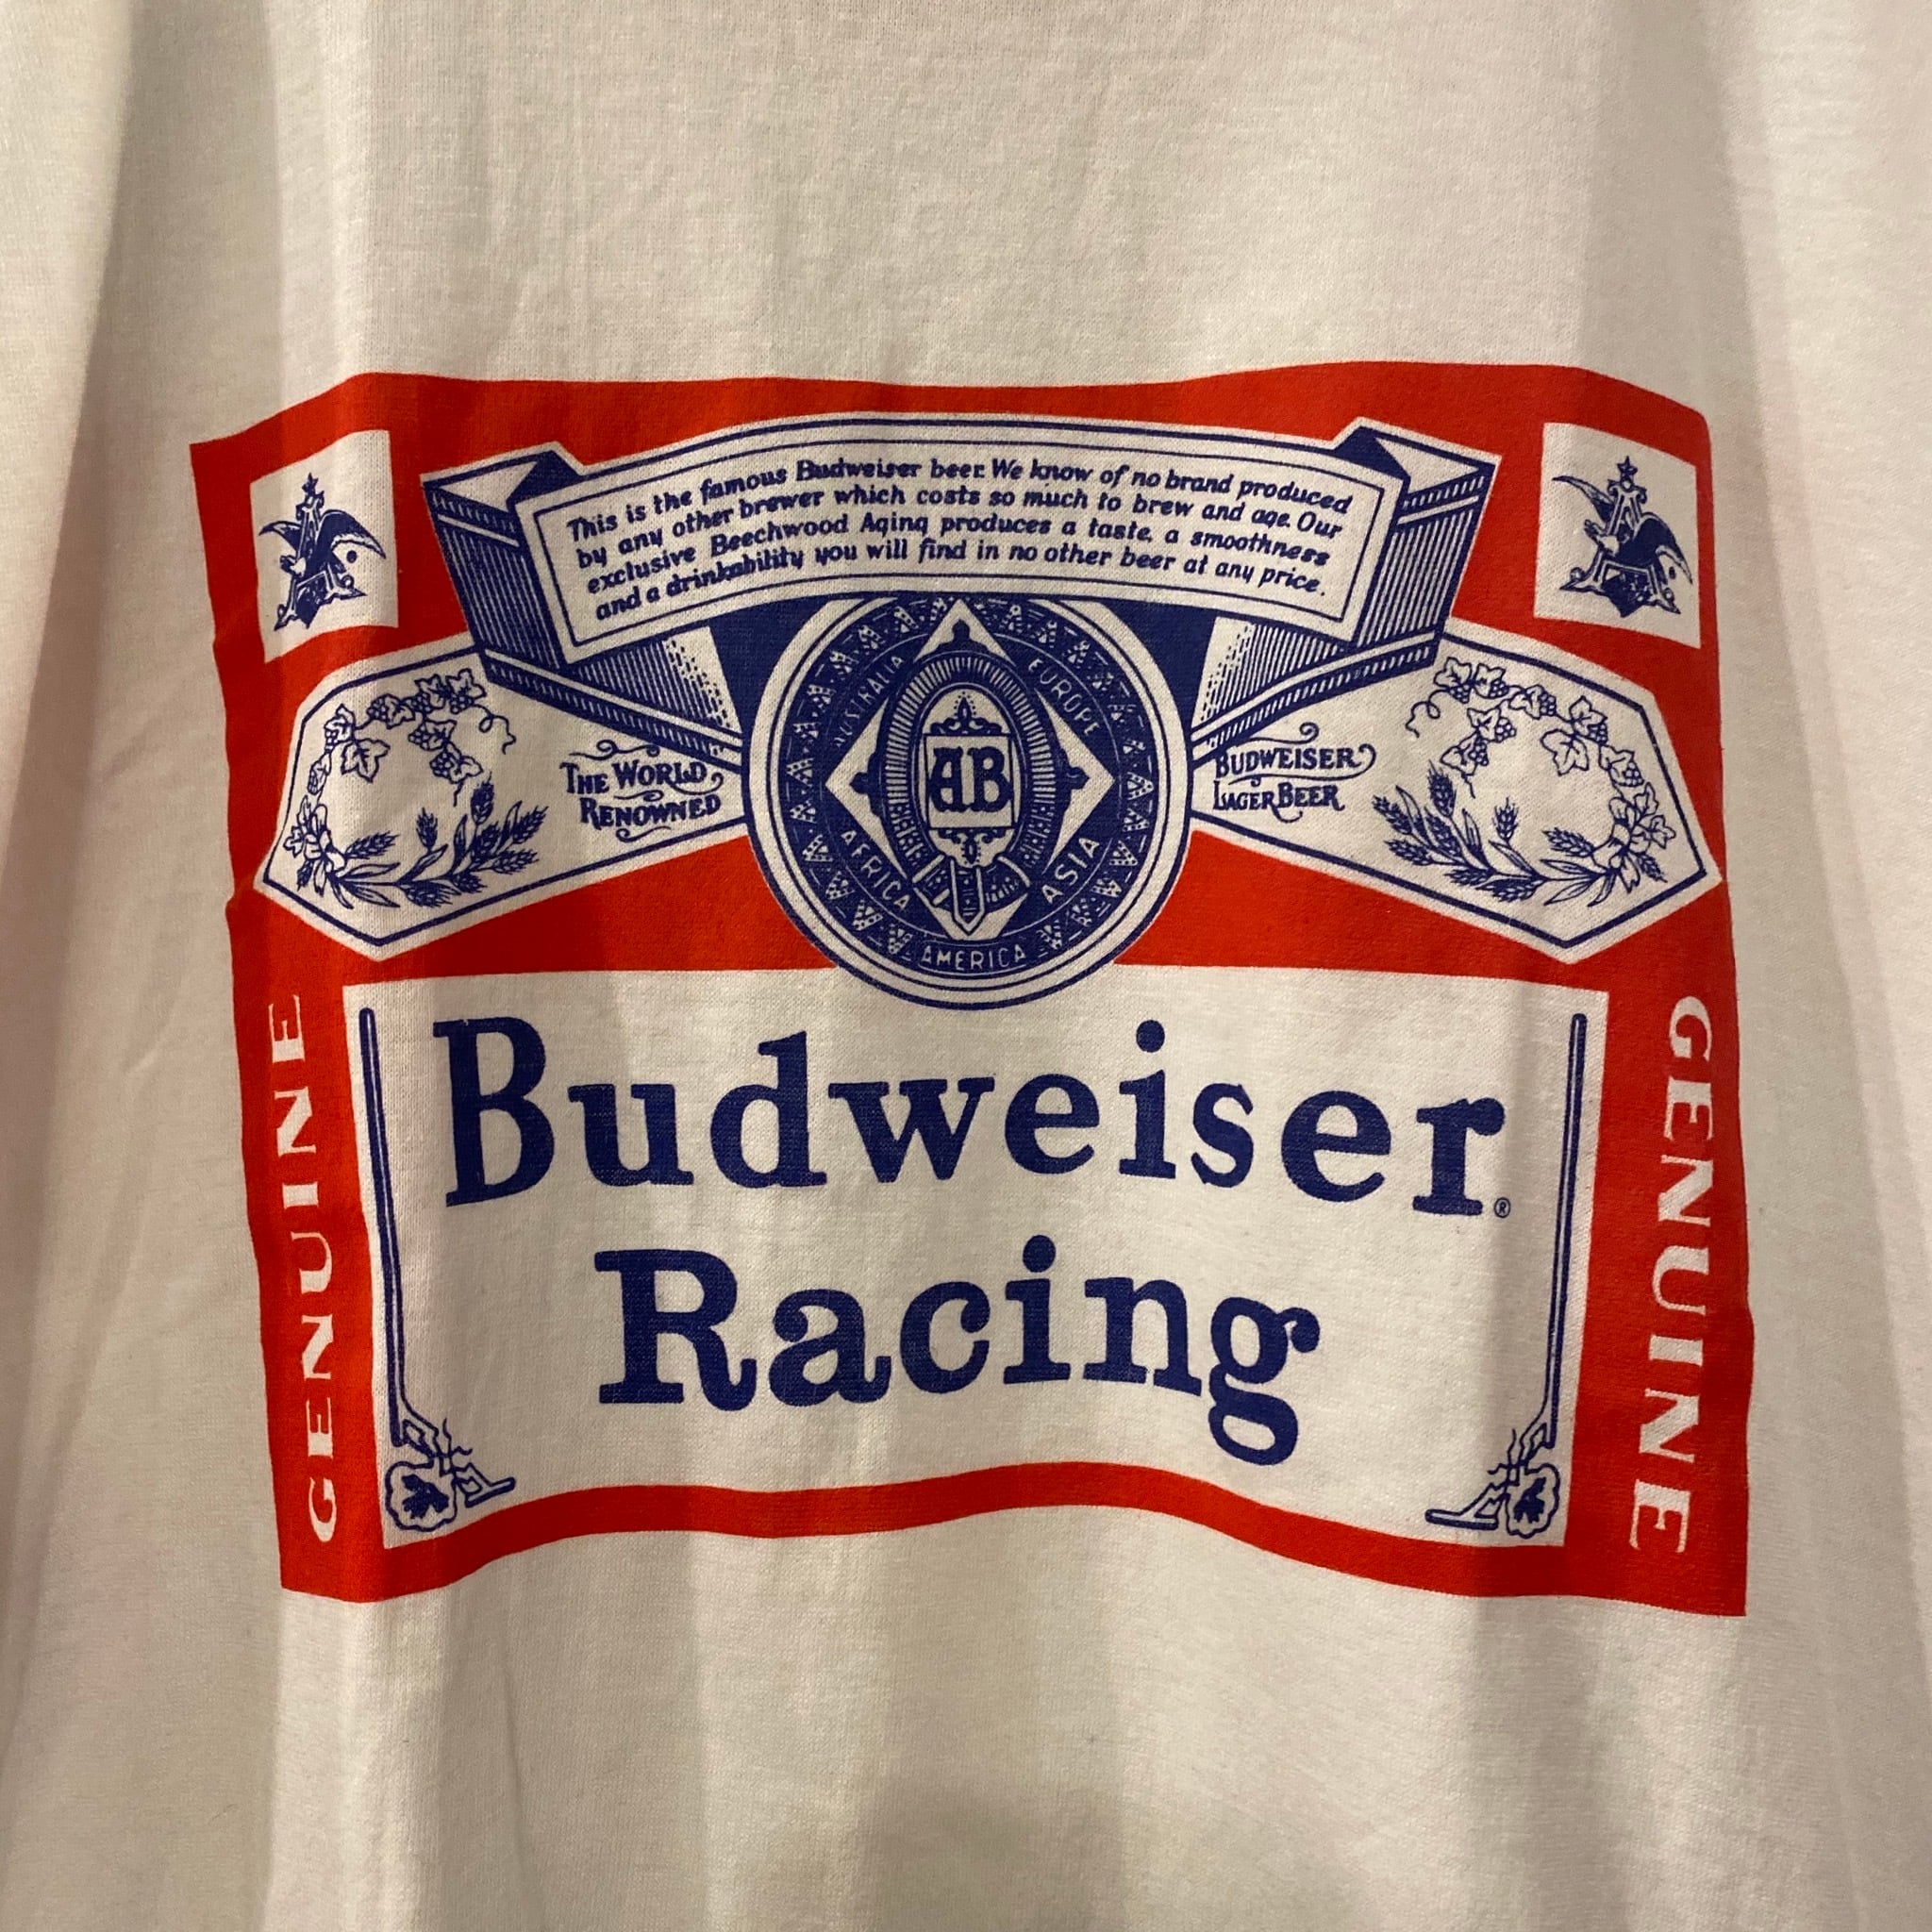 This is the famous Budweiser beer. We know of no brand produced
by any other brewer which costs so much to brew and age. Our
exclusive Beechwood Aging produces a taste, a smoothness
and a drinkability you will find in no other beer at any price.
AUSTRALIA
EUROPE
THE WORLD
RENOWNED
AB
BUDWEISER
LAGER BEER
AFRICA
ASIA
AMERICA
GENUINE
Budweiser®
Racing
GENUINE